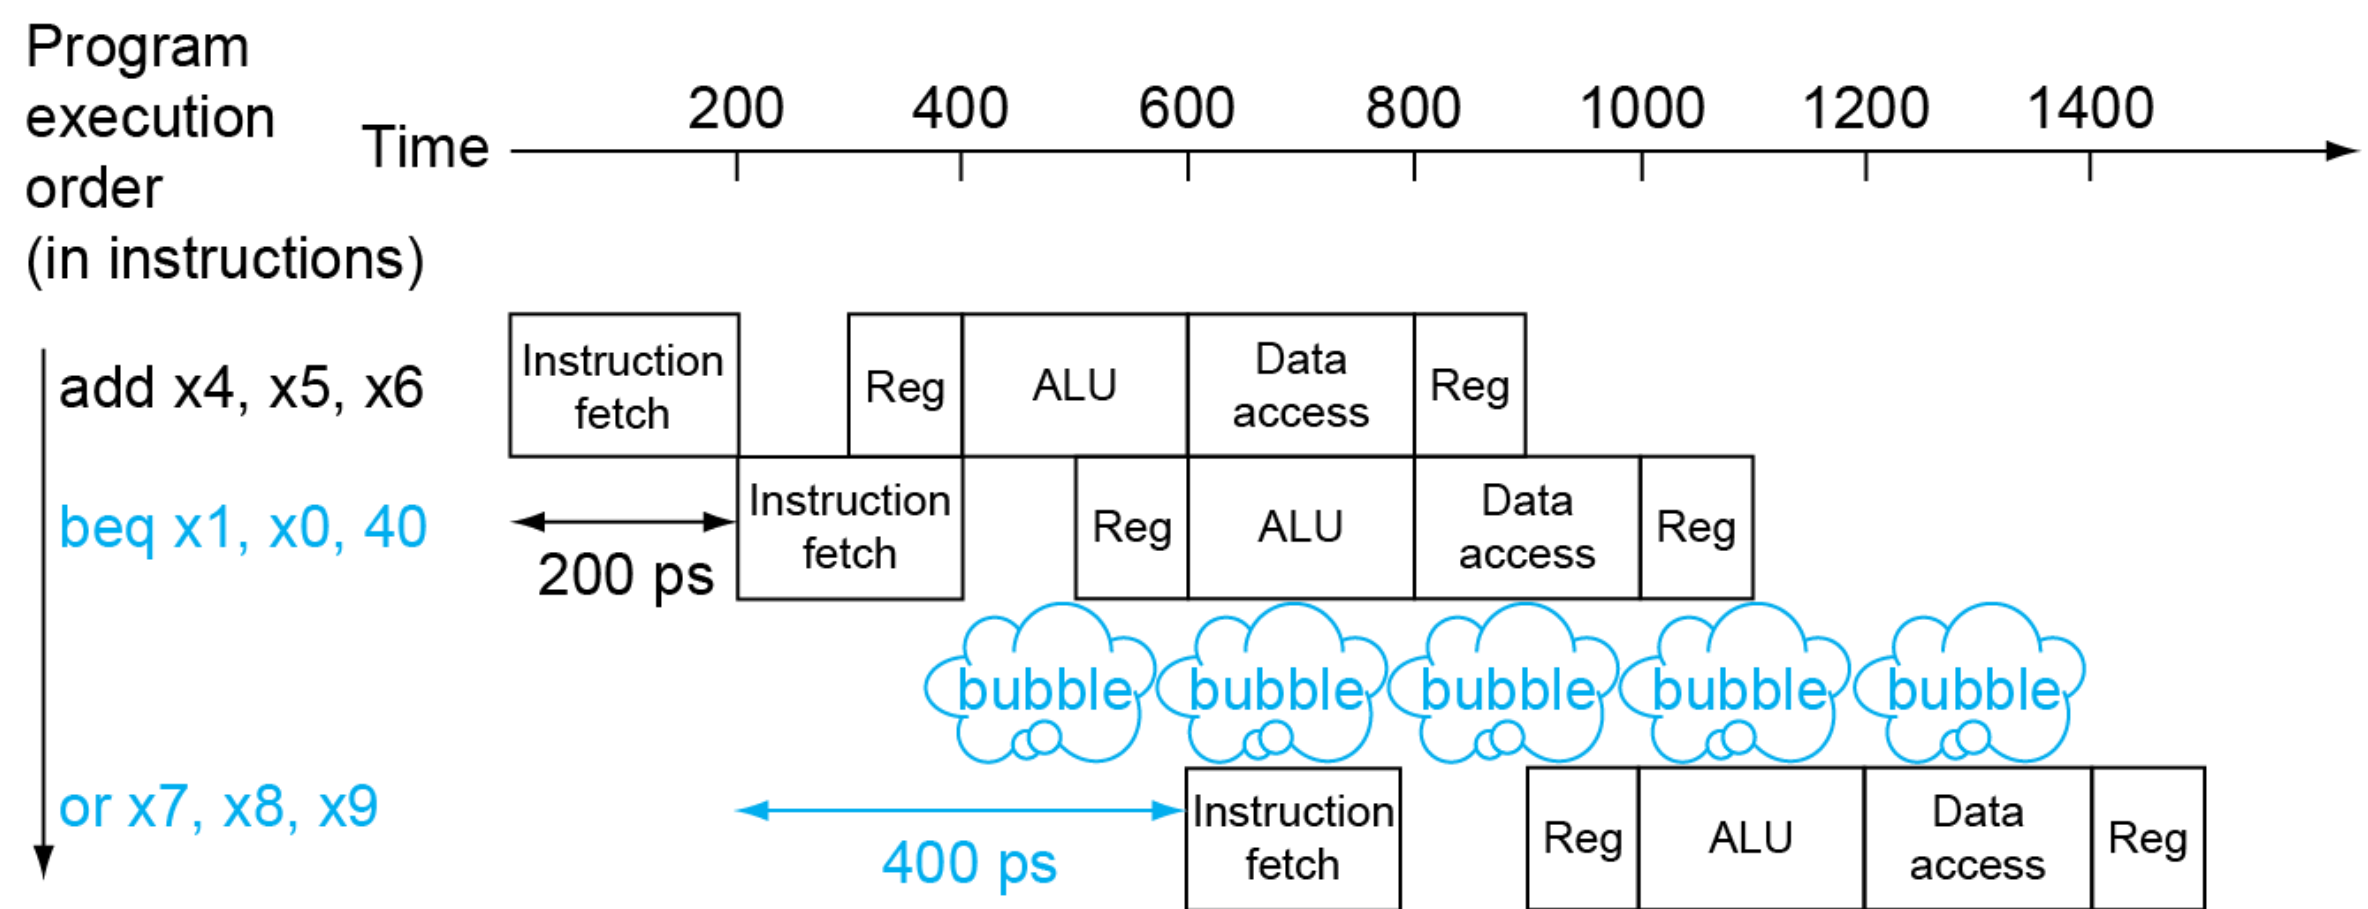 Program
execution
order
(in instructions)
Time
200 400 600 800 1000 1200 1400
add x4, x5, x6
Instruction
fetch
Reg
ALU
Data
access
Reg
beq x1, x0, 40
200 ps
Instruction
fetch
Reg
ALU
Data
access
Reg
bubble bubble bubble bubble bubble
or x7, x8, x9
400 ps
Instruction
fetch
Reg
ALU
Data
access
Reg